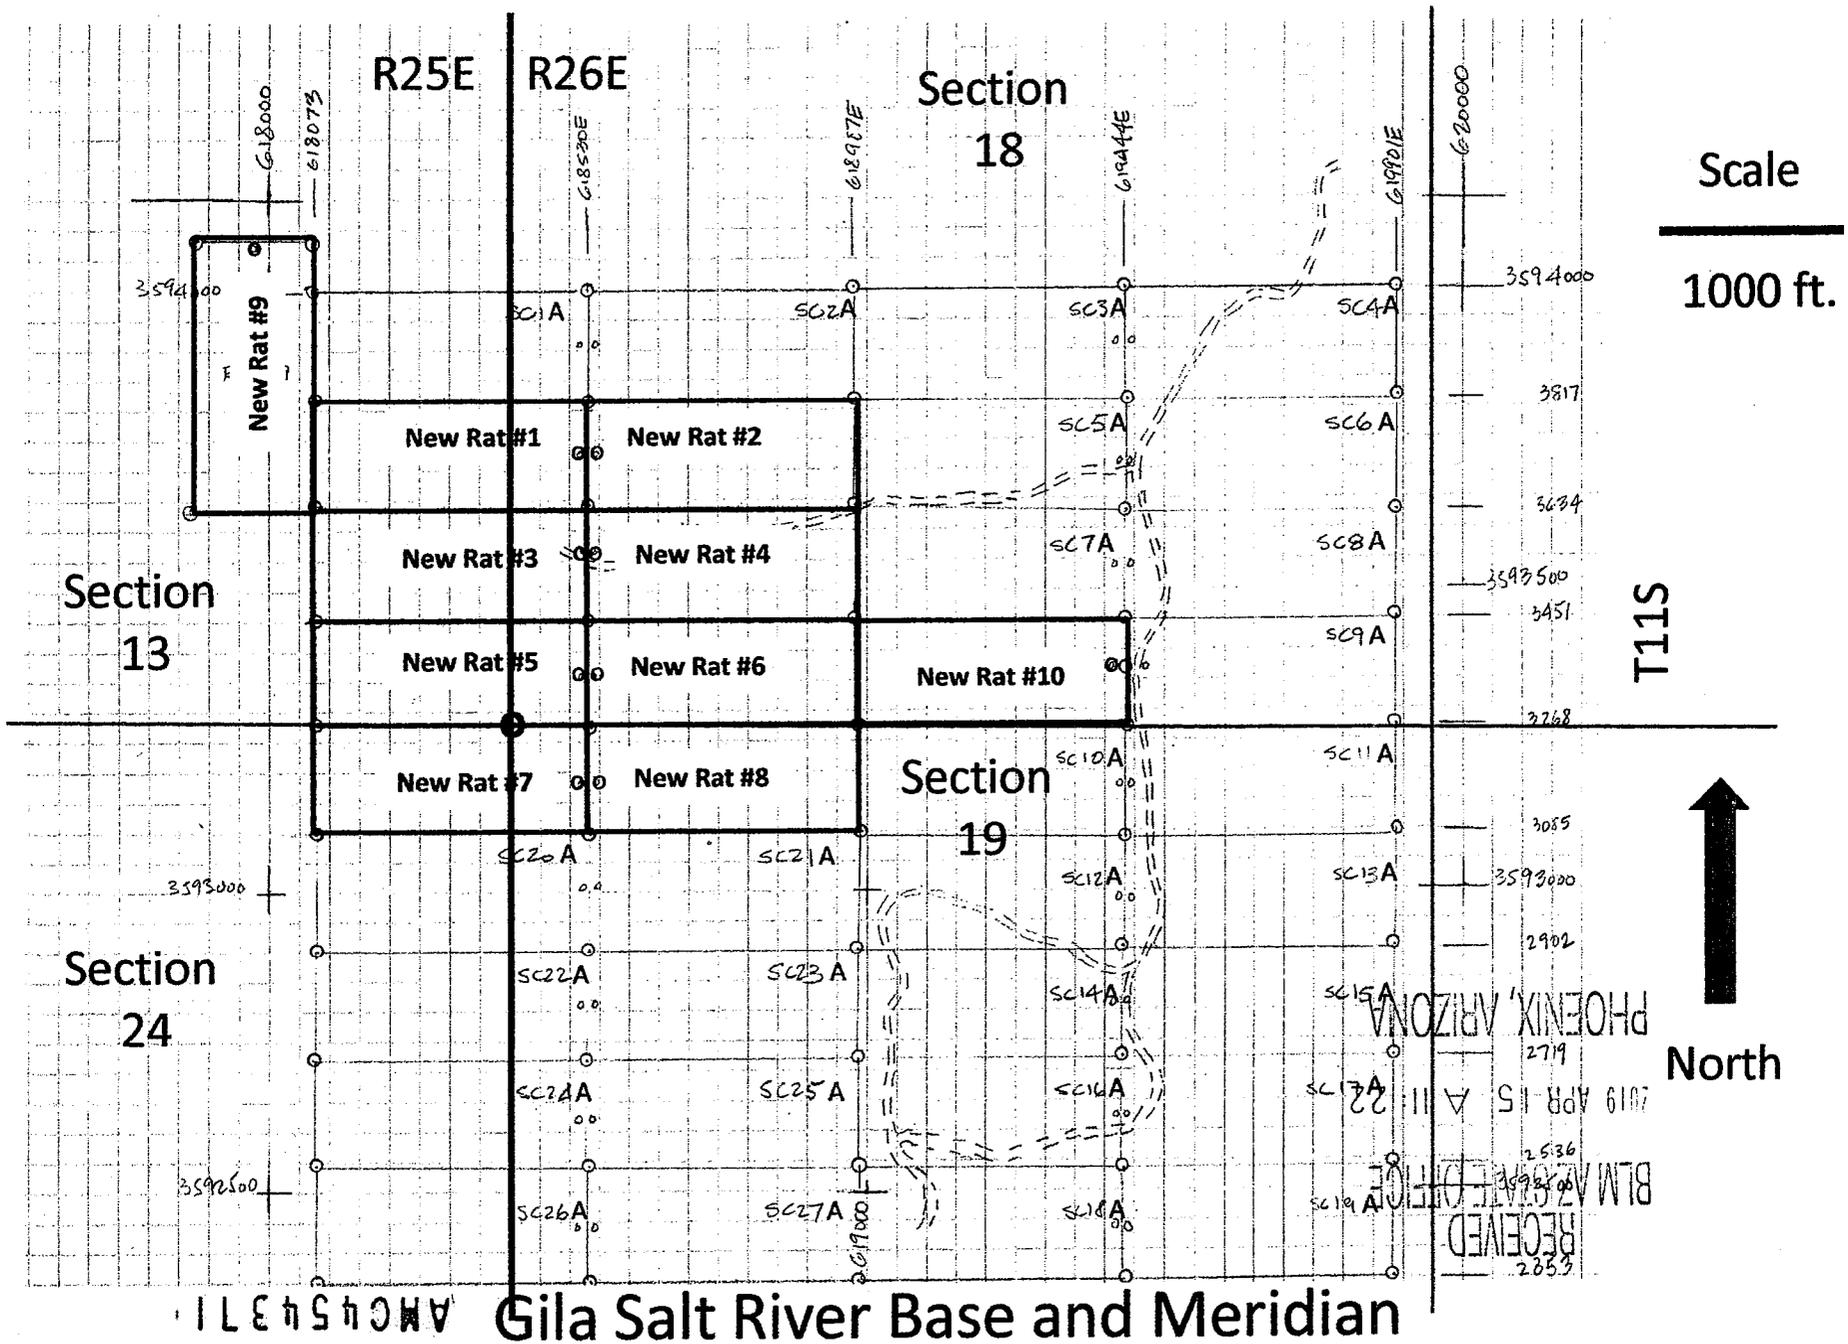 R25E
R26E
Section
18
618000
618073
618530E
618987E
619444E
619901E
620000
Scale
1000 ft.
3594000
New Rat #9
SC1A
SC2A
SC3A
SC4A
3594000
3817
New Rat #1
New Rat #2
SC5A
SC6A
3634
New Rat #3
New Rat #4
SC7A
SC8A
3593500
3451
Section
13
T11S
New Rat #5
New Rat #6
New Rat #10
SC9A
3268
New Rat #7
New Rat #8
Section
19
SC10A
SC11A
3085
SC20A
SC21A
SC12A
SC13A
3593000
3593000
2902
Section
24
SC22A
SC23A
SC14A
SC15A
PHOENIX, ARIZONA
2719
North
SC24A
SC25A
SC16A
SC17A
2019 APR 15 A 11: 22
2536
3592500
BLM AZ STATE OFFICE
SC26A
SC27A
SC18A
SC19A
619000
RECEIVED
2353
AMC454371
Gila Salt River Base and Meridian